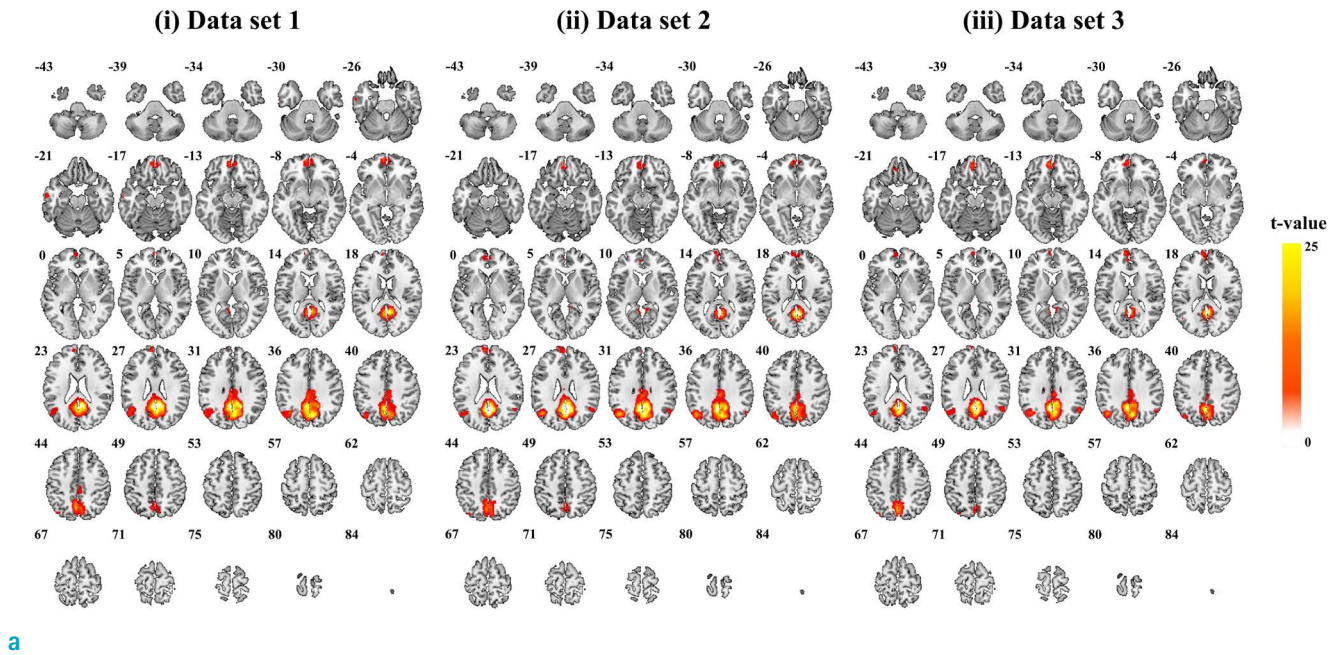 (i) Data set 1 (ii) Data set 2 (iii) Data set 3
-43 -39 -34 -30 -26 -43 -39 -34 -30 -26 -43 -39 -34 -30 -26
-21 -17 -13 -8 -4 -21 -17 -13 -8 -4 -21 -17 -13 -8 -4
t-value
0 5 10 14 18 0 5 10 14 18 0 5 10 14 18 25
23 27 31 36 40 23 27 31 36 40 23 27 31 36 40
44 49 53 57 62 44 49 53 57 62 44 49 53 57 62 0
67 71 75 80 84 67 71 75 80 84 67 71 75 80 84
a